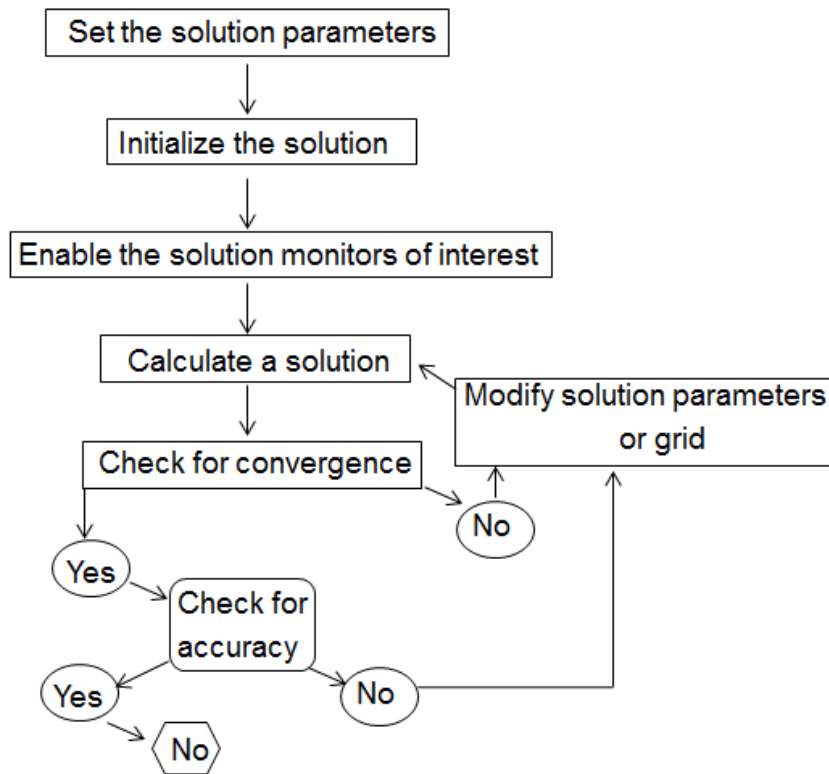 Set the solution parameters
Initialize the solution
Enable the solution monitors of interest
Calculate a solution
Modify solution parameters
or grid
Check for convergence
No
Yes
Check for
accuracy
Yes
No
No